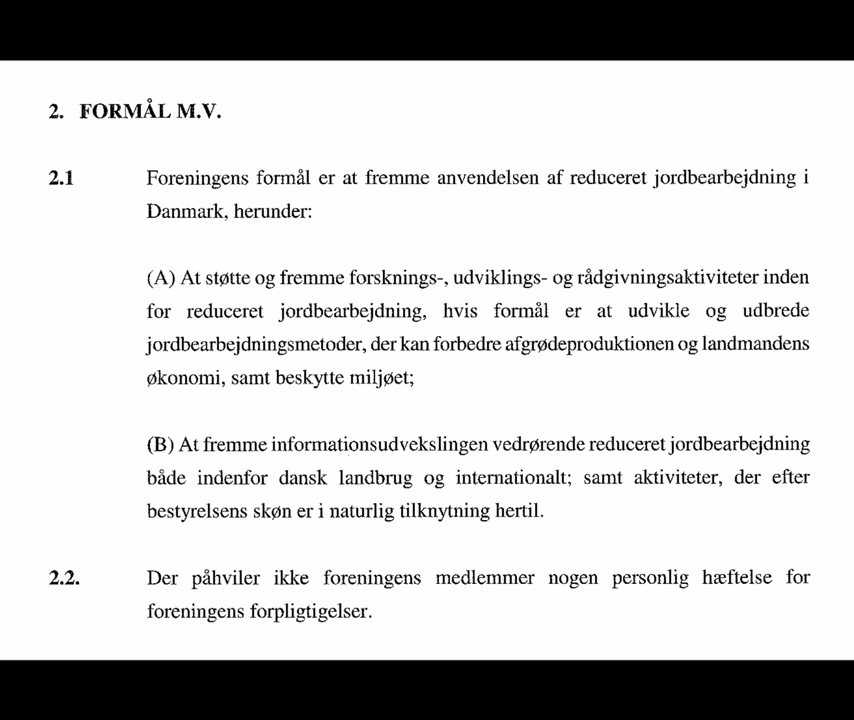 2. FORMÅL M.V.
2.1 Foreningens formål er at fremme anvendelsen af reduceret jordbearbejdning i
Danmark, herunder:
(A) At støtte og fremme forsknings-, udviklings- og rådgivningsaktiviteter inden
for reduceret jordbearbejdning, hvis formål er at udvikle og udbrede
jordbearbejdningsmetoder, der kan forbedre afgrødeproduktionen og landmandens
økonomi, samt beskytte miljøet;
(B) At fremme informationsudvekslingen vedrørende reduceret jordbearbejdning
både indenfor dansk landbrug og internationalt; samt aktiviteter, der efter
bestyrelsens skøn er i naturlig tilknytning hertil.
2.2. Der påhviler ikke foreningens medlemmer nogen personlig hæftelse for
foreningens forpligtigelser.